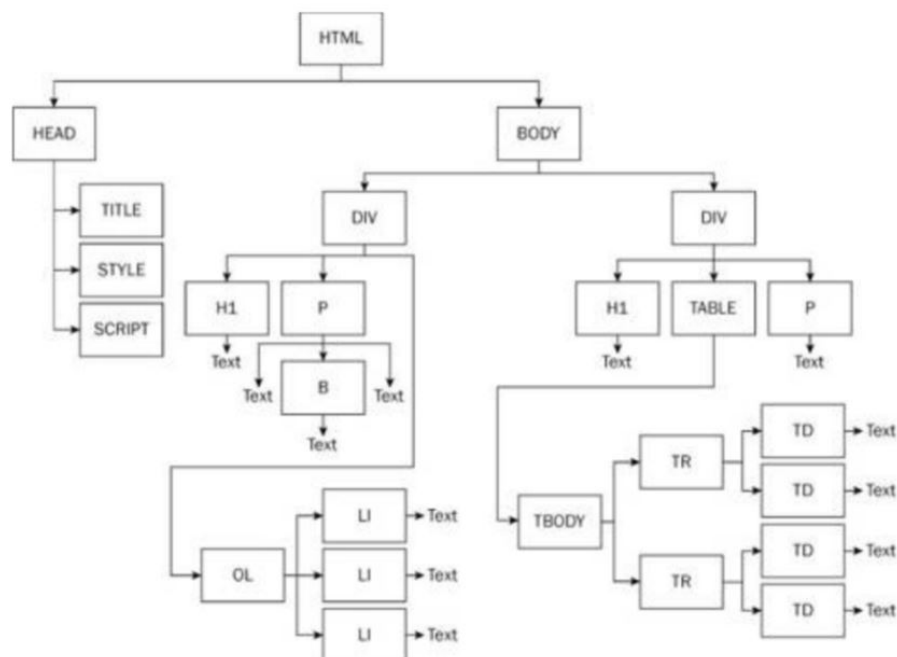 HTML
HEAD
BODY
TITLE
DIV
DIV
STYLE
H1
P
H1
TABLE
P
SCRIPT
Text
Text
Text
Text
B
Text
Text
TD
Text
TR
TD
Text
LI
Text
TBODY
TD
Text
OL
LI
Text
TR
TD
Text
LI
Text